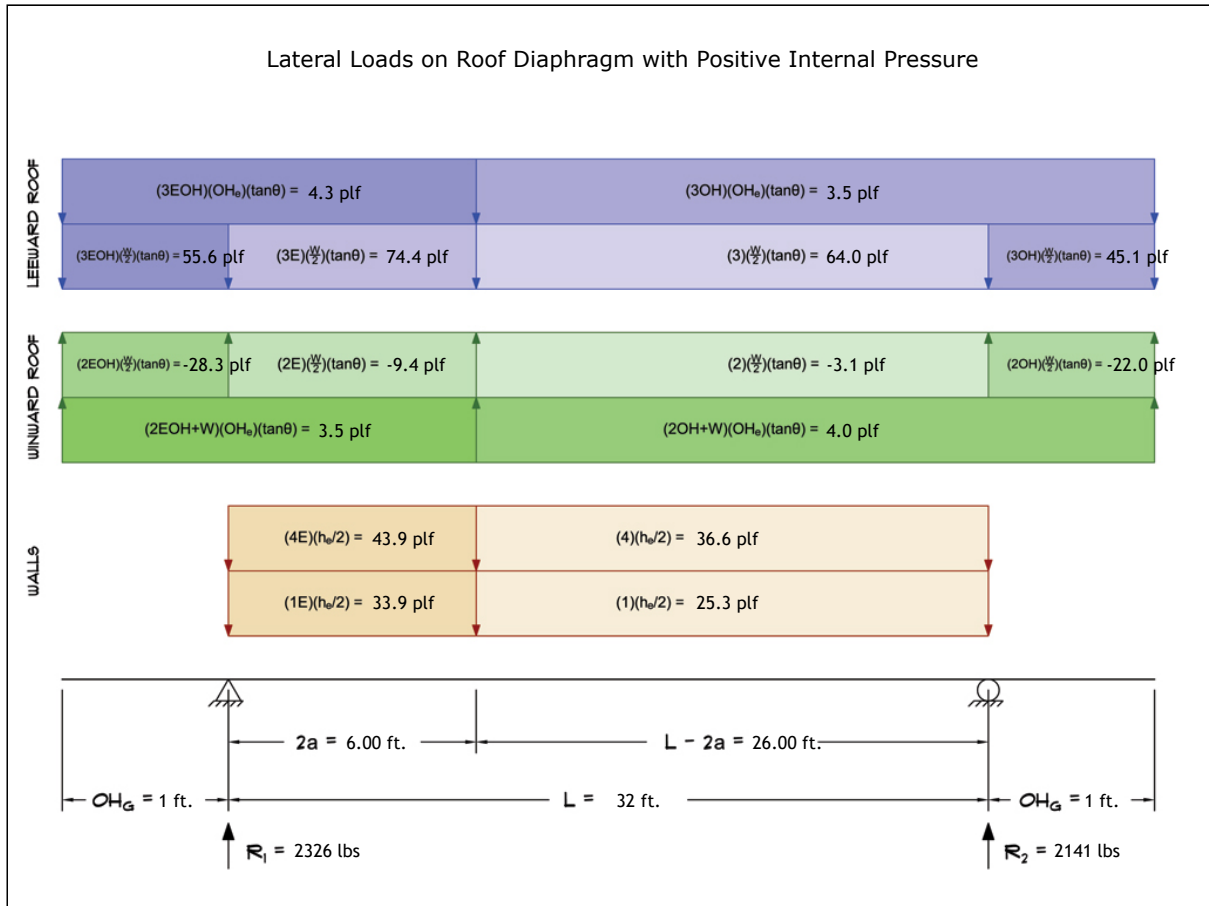 Lateral Loads on Roof Diaphragm with Positive Internal Pressure
LEEWARD ROOF
(3EOH)(OHₑ)(tanθ) = 4.3 plf
(3OH)(OHₑ)(tanθ) = 3.5 plf
(3EOH)(W/2)(tanθ) = 55.6 plf
(3E)(W/2)(tanθ) = 74.4 plf
(3)(W/2)(tanθ) = 64.0 plf
(3OH)(W/2)(tanθ) = 45.1 plf
WINWARD ROOF
(2EOH)(W/2)(tanθ) = -28.3 plf
(2E)(W/2)(tanθ) = -9.4 plf
(2)(W/2)(tanθ) = -3.1 plf
(2OH)(W/2)(tanθ) = -22.0 plf
(2EOH+W)(OHₑ)(tanθ) = 3.5 plf
(2OH+W)(OHₑ)(tanθ) = 4.0 plf
WALLS
(4E)(hₑ/2) = 43.9 plf
(4)(hₑ/2) = 36.6 plf
(1E)(hₑ/2) = 33.9 plf
(1)(hₑ/2) = 25.3 plf
2a = 6.00 ft.
L - 2a = 26.00 ft.
OH_G = 1 ft.
L = 32 ft.
OH_G = 1 ft.
R₁ = 2326 lbs
R₂ = 2141 lbs